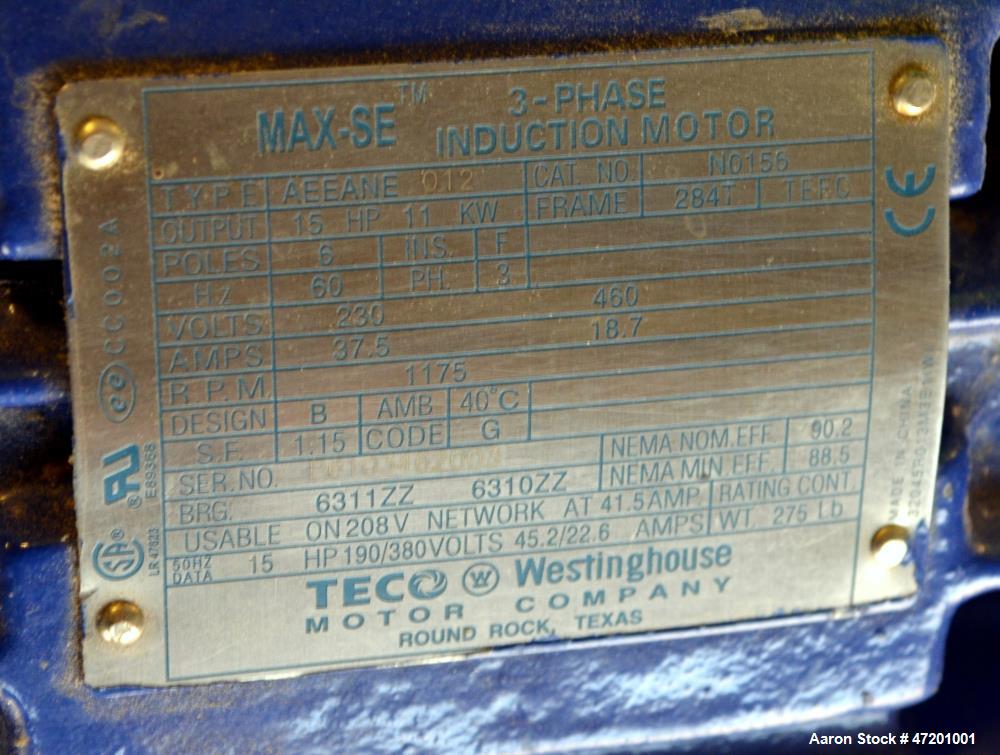 MAX-SE™ 3-PHASE INDUCTION MOTOR
TYPE AEEANE 012 CAT. NO. N0156
OUTPUT 15 HP 11 KW FRAME 284T TEFC
POLES 6 INS. F
Hz 60 PH. 3
VOLTS 230 460
AMPS 37.5 18.7
R.P.M 1175
DESIGN B AMB 40°C
S.F. 1.15 CODE G NEMA NOM.EFF. 90.2
SER.NO. NEMA MIN EFF. 88.5
BRG. 6311ZZ 6310ZZ RATING CONT
USABLE ON 208V NETWORK AT 41.5 AMP WT. 275 Lb
50HZ DATA 15 HP 190/380 VOLTS 45.2/22.6 AMPS
TECO W Westinghouse
MOTOR COMPANY
ROUND ROCK, TEXAS
ee CC002A
E89368
LR 47823
CE
MADE IN CHINA
Aaron Stock # 47201001